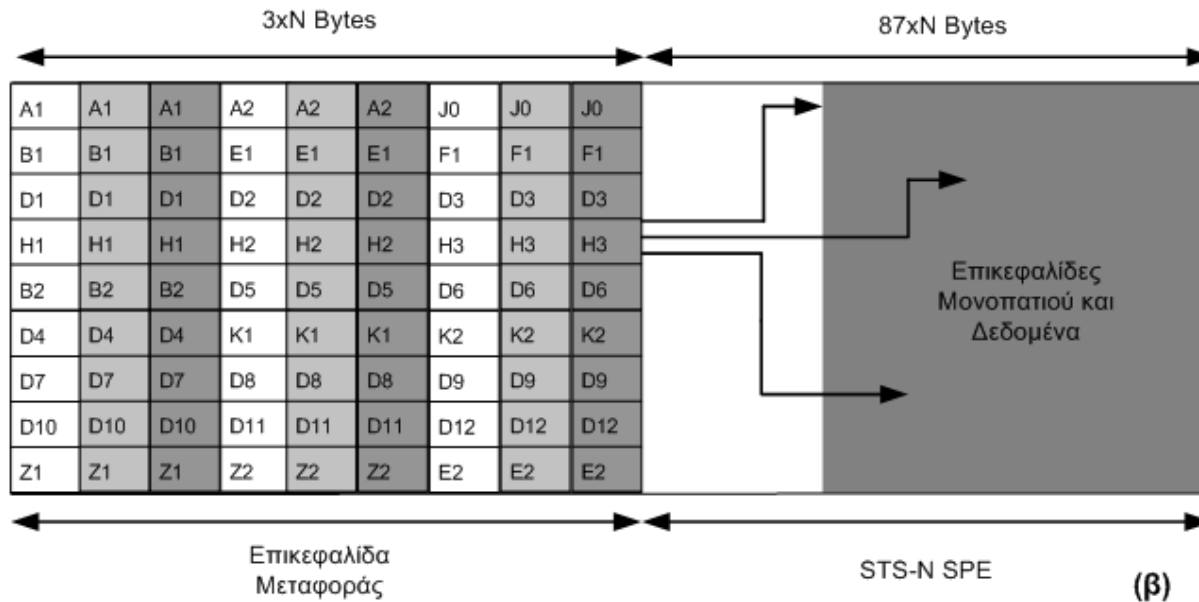 3xN Bytes
87xN Bytes
A1 A1 A1 A2 A2 A2 J0 J0 J0
B1 B1 B1 E1 E1 E1 F1 F1 F1
D1 D1 D1 D2 D2 D2 D3 D3 D3
H1 H1 H1 H2 H2 H2 H3 H3 H3
B2 B2 B2 D5 D5 D5 D6 D6 D6
D4 D4 D4 K1 K1 K1 K2 K2 K2
D7 D7 D7 D8 D8 D8 D9 D9 D9
D10 D10 D10 D11 D11 D11 D12 D12 D12
Z1 Z1 Z1 Z2 Z2 Z2 E2 E2 E2
Επικεφαλίδες
Μονοπατιού και
Δεδομένα
Επικεφαλίδα
Μεταφοράς
STS-N SPE
(β)